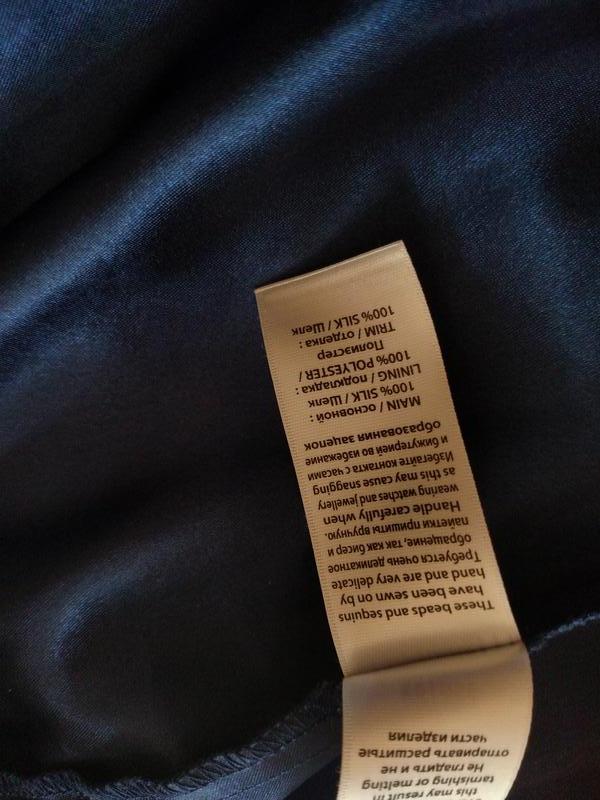 this may result in
tarnishing or melting
Не гладить и не
отпаривать расшитые
части изделия
These beads and sequins
have been sewn on by
hand and are very delicate
Требуется очень деликатное
обращение, так как бисер и
пайетки пришиты вручную.
Handle carefully when
wearing watches and jewellery
as this may cause snagging
Избегайте контакта с часами
и бижутерией во избежание
образования зацепок
MAIN / основной :
100% SILK / Шелк
LINING / подкладка :
100% POLYESTER /
Полиэстер
TRIM / отделка :
100% SILK / Шелк